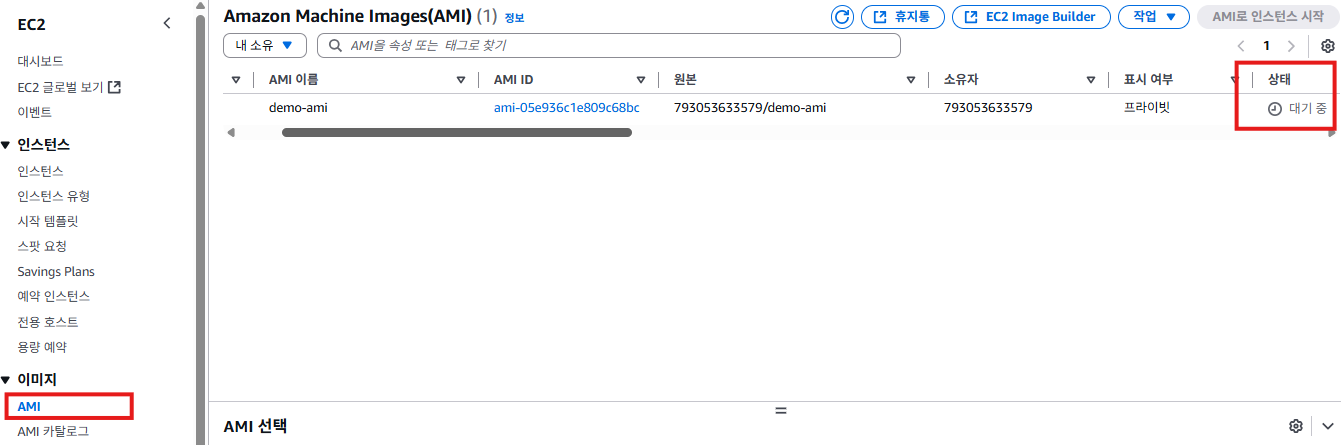 EC2
대시보드
EC2 글로벌 보기
이벤트
인스턴스
인스턴스
인스턴스 유형
시작 템플릿
스팟 요청
Savings Plans
예약 인스턴스
전용 호스트
용량 예약
이미지
AMI
AMI 카탈로그
Amazon Machine Images(AMI) (1) 정보
휴지통
EC2 Image Builder
작업
AMI로 인스턴스 시작
내 소유
AMI을 속성 또는 태그로 찾기
1
AMI 이름 AMI ID 원본 소유자 표시 여부 상태
demo-ami ami-05e936c1e809c68bc 793053633579/demo-ami 793053633579 프라이빗 대기 중
AMI 선택